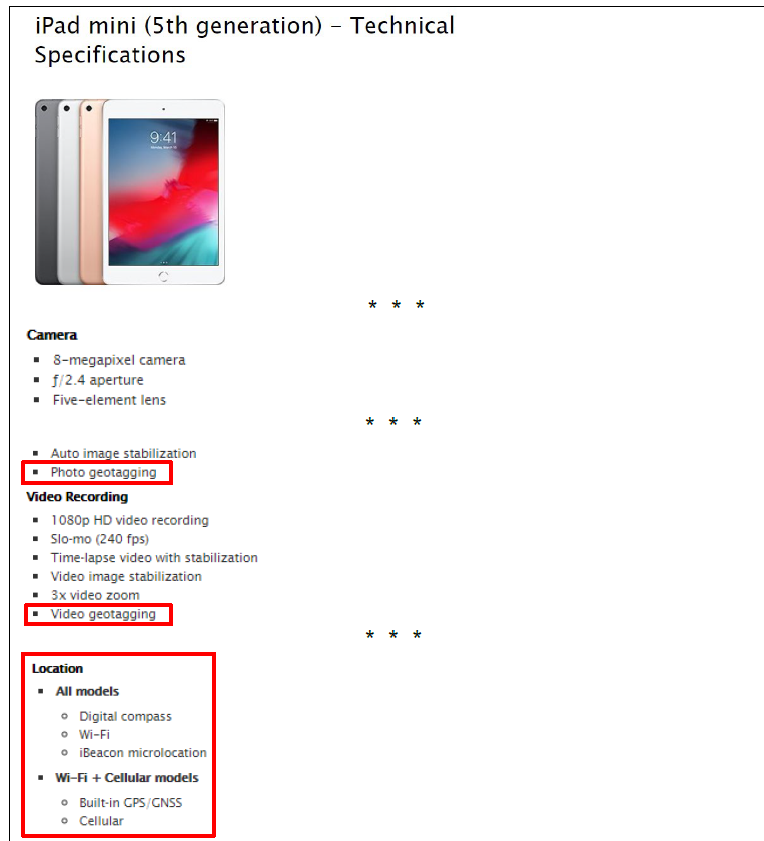 iPad mini (5th generation) – Technical
Specifications
9:41
* * *
Camera
▪ 8-megapixel camera
▪ ƒ/2.4 aperture
▪ Five-element lens
* * *
▪ Auto image stabilization
▪ Photo geotagging
Video Recording
▪ 1080p HD video recording
▪ Slo-mo (240 fps)
▪ Time-lapse video with stabilization
▪ Video image stabilization
▪ 3x video zoom
▪ Video geotagging
* * *
Location
▪ All models
○ Digital compass
○ Wi-Fi
○ iBeacon microlocation
▪ Wi-Fi + Cellular models
○ Built-in GPS/GNSS
○ Cellular